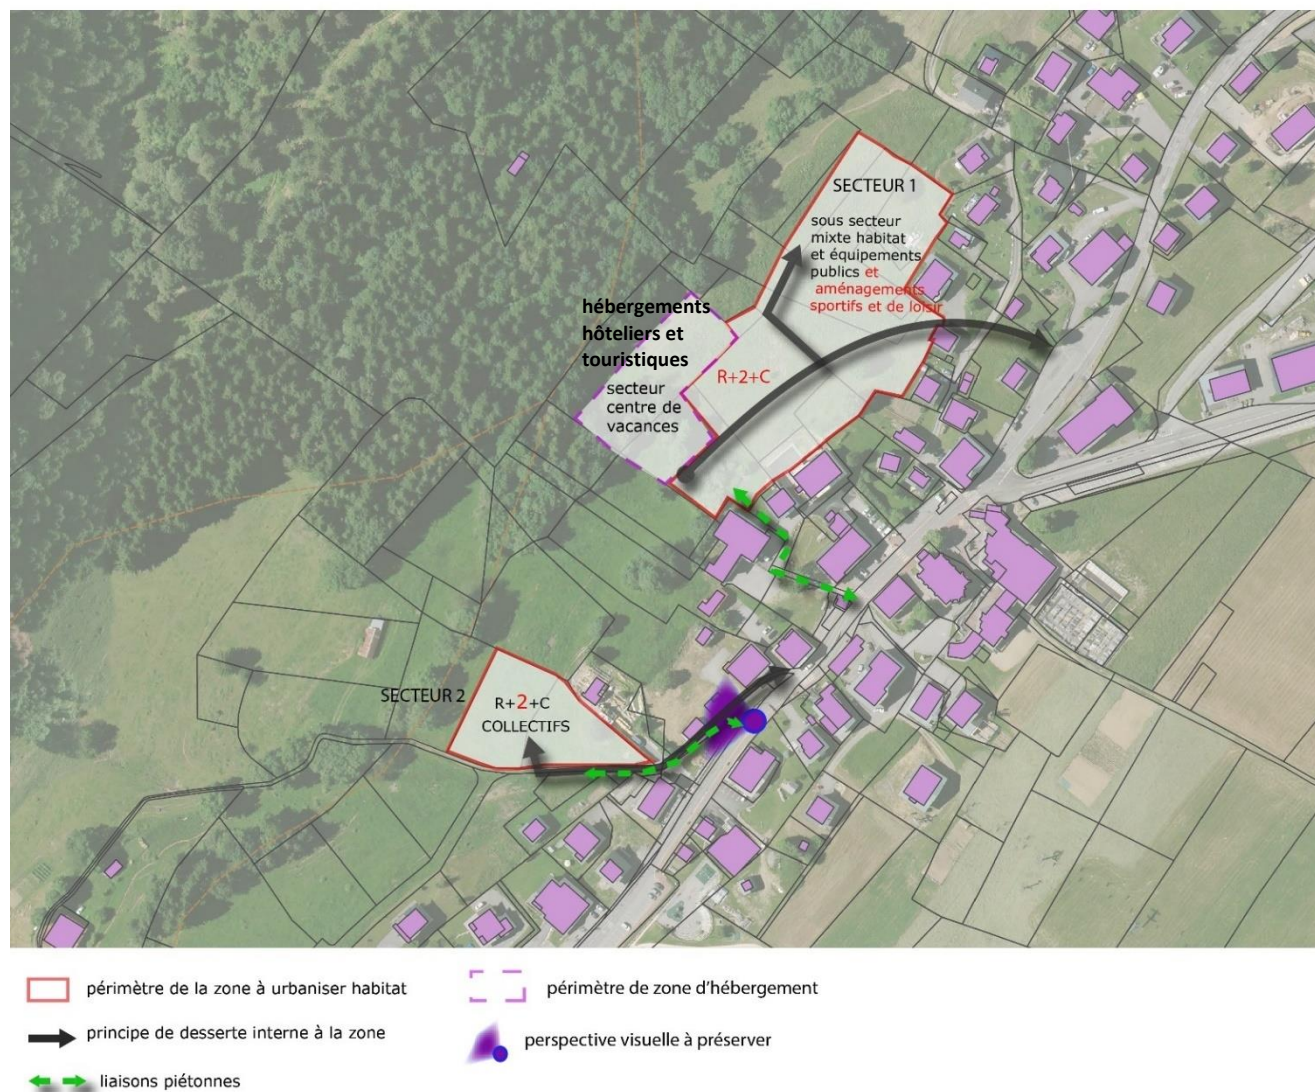 SECTEUR 1
sous secteur
mixte habitat
et équipements
publics et
aménagements
sportifs et de loisir
hébergements
hôteliers et
touristiques
secteur
centre de
vacances
R+2+C
SECTEUR 2
R+2+C
COLLECTIFS
périmètre de la zone à urbaniser habitat
périmètre de zone d'hébergement
principe de desserte interne à la zone
perspective visuelle à préserver
liaisons piétonnes